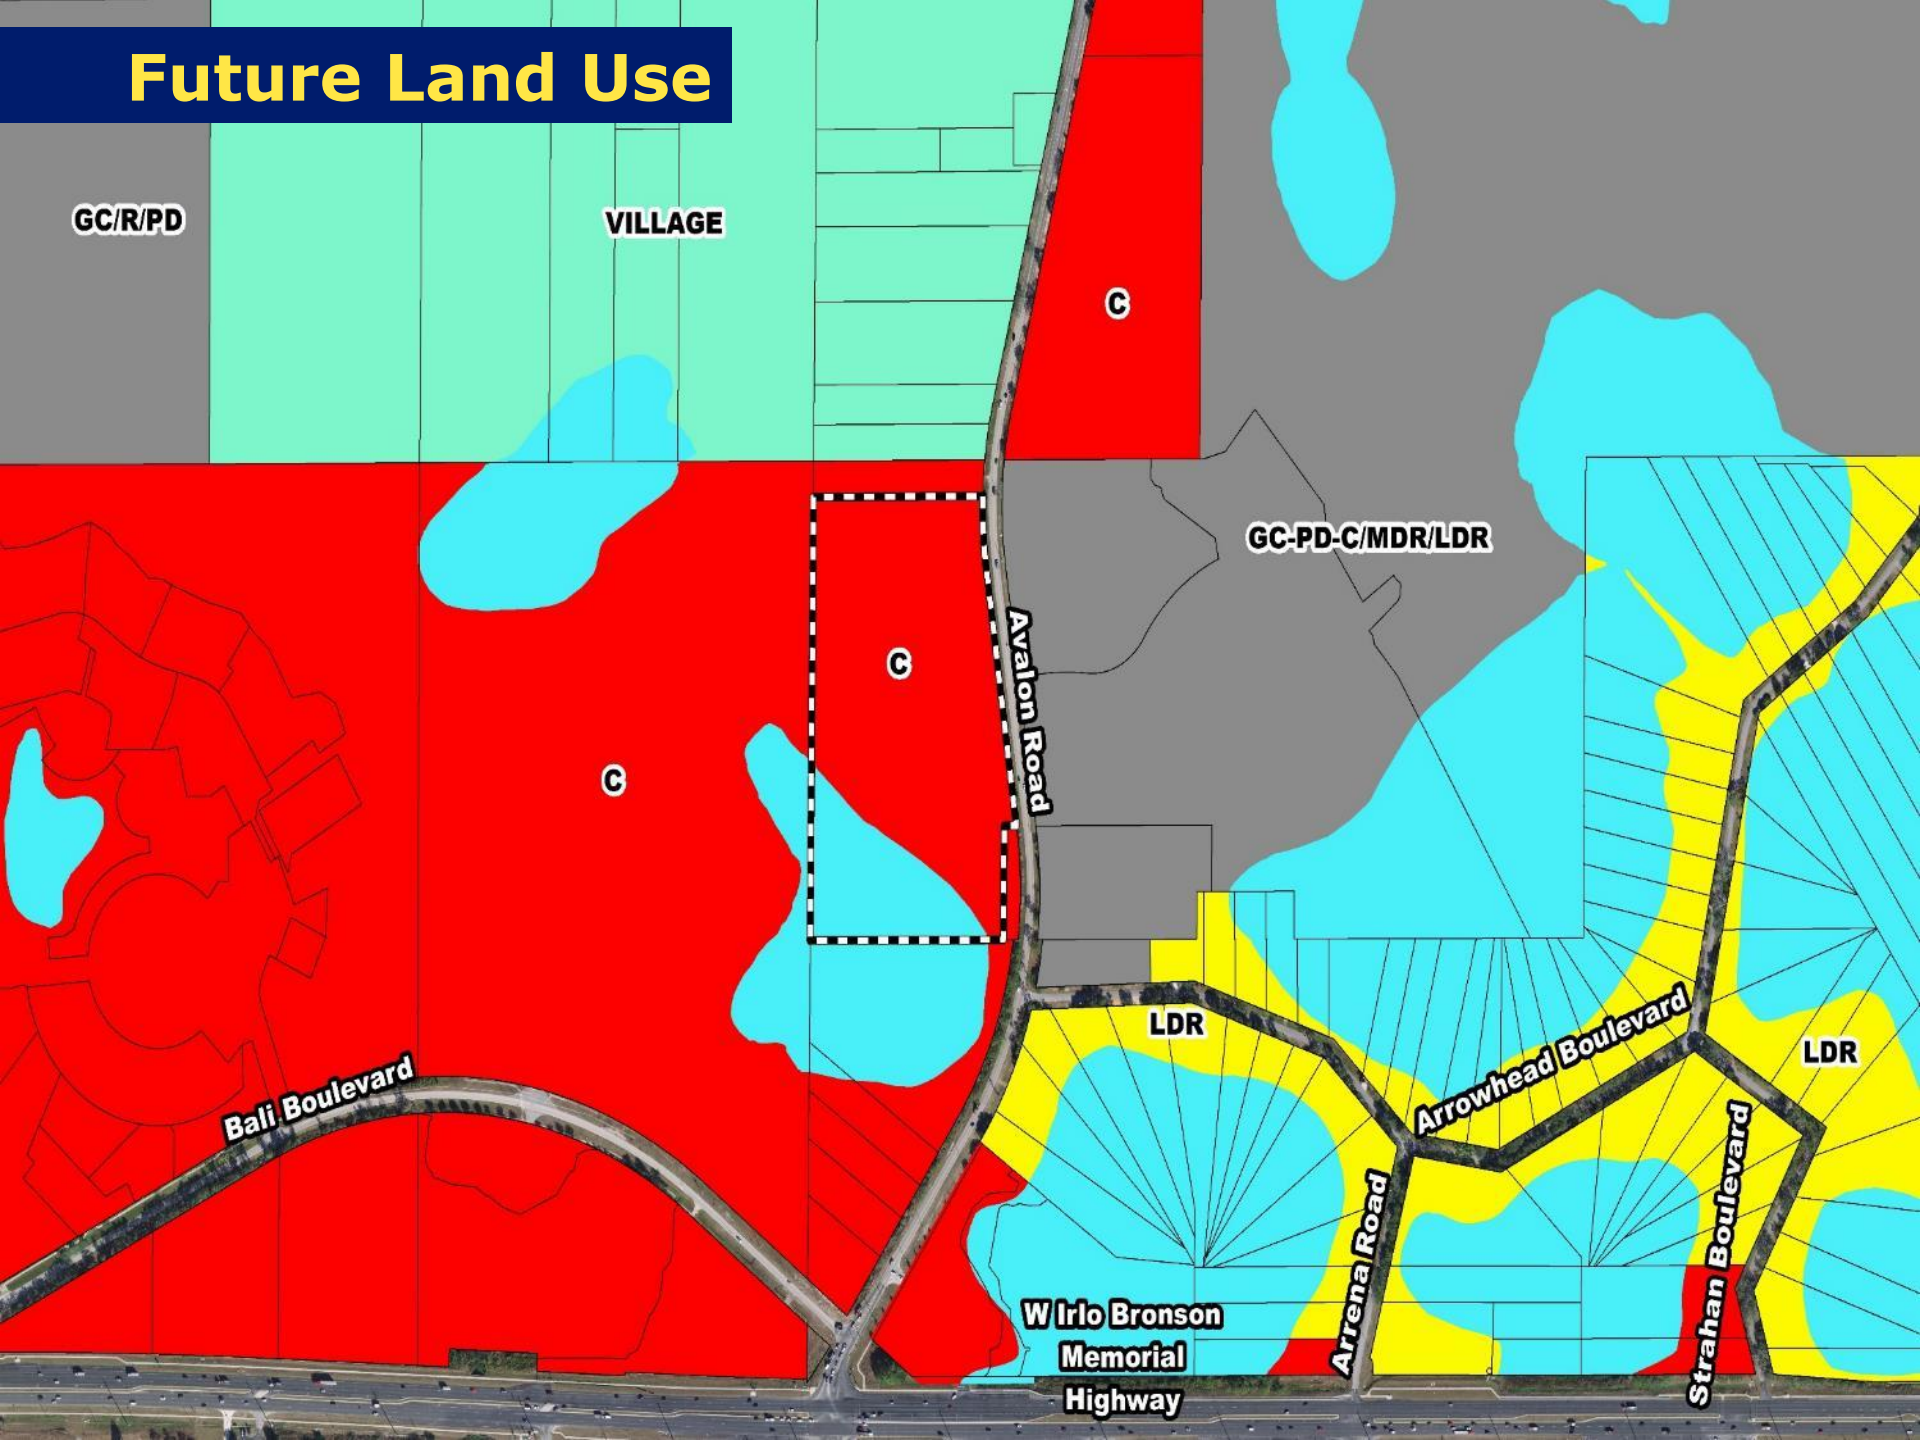 Future Land Use
GC/R/PD
VILLAGE
C
GC-PD-C/MDR/LDR
C
Avalon Road
C
LDR
Arrowhead Boulevard
LDR
Bali Boulevard
Strahan Boulevard
Arrena Road
W Irlo Bronson
Memorial
Highway